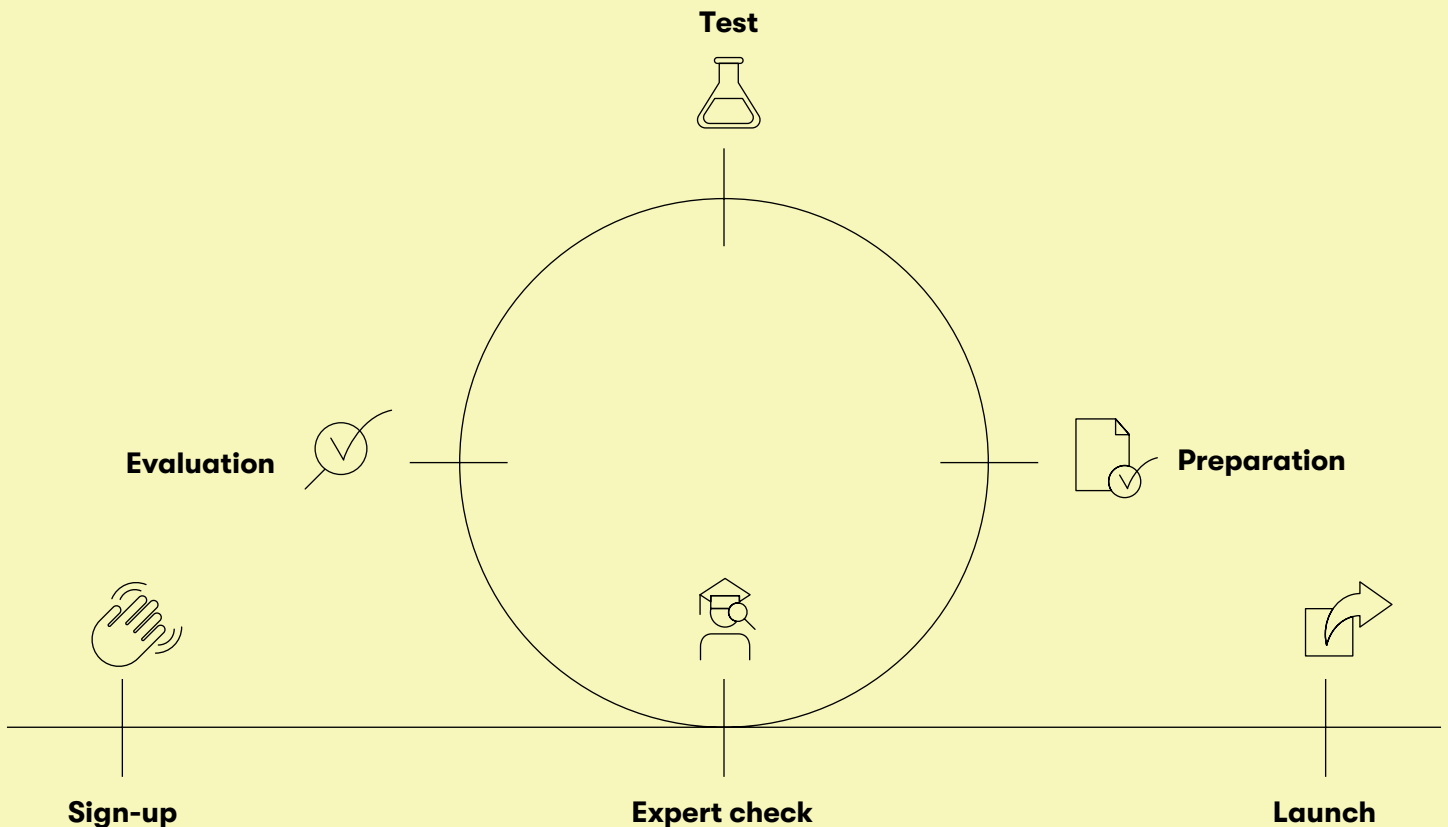 Test
Evaluation
Preparation
Sign-up
Expert check
Launch